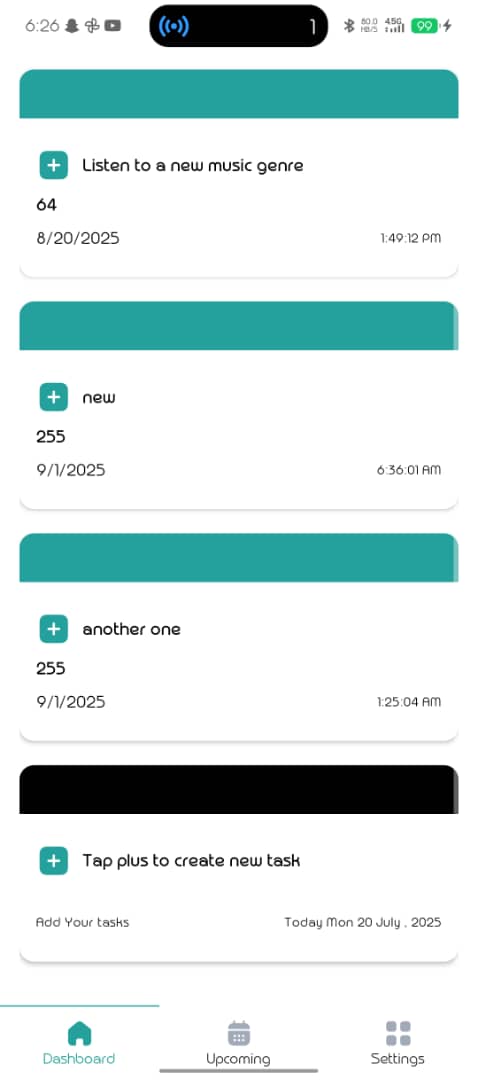 6:26 1 80.0 KB/S 4.5G 99
Listen to a new music genre
64
8/20/2025 1:49:12 PM
new
255
9/1/2025 6:36:01 AM
another one
255
9/1/2025 1:25:04 AM
Tap plus to create new task
Add Your tasks Today Mon 20 July , 2025
Dashboard Upcoming Settings